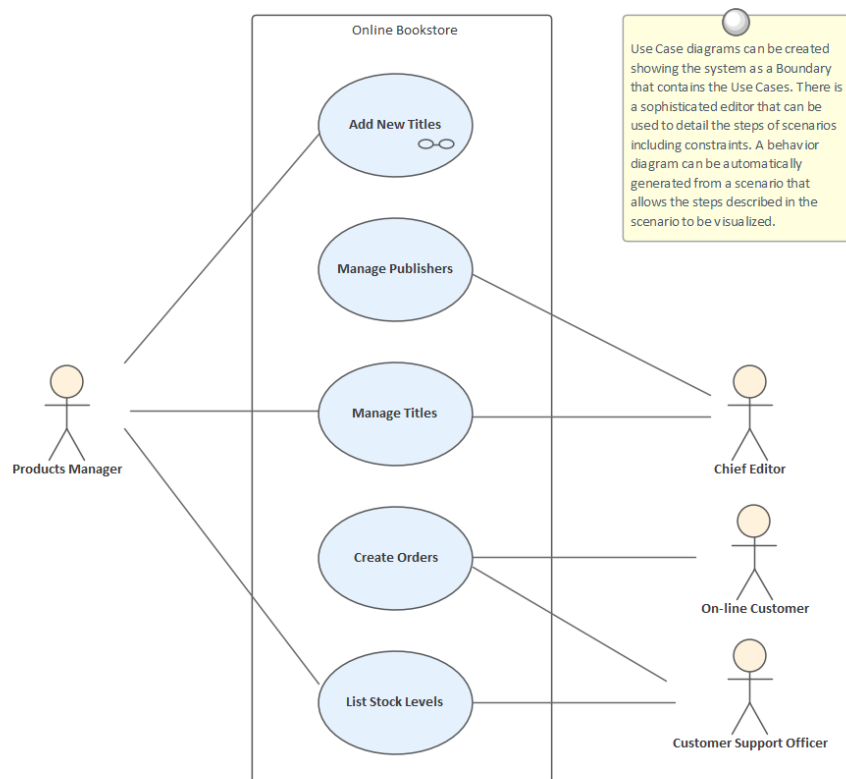 Online Bookstore
Use Case diagrams can be created
showing the system as a Boundary
that contains the Use Cases. There is
a sophisticated editor that can be
used to detail the steps of scenarios
including constraints. A behavior
diagram can be automatically
generated from a scenario that
allows the steps described in the
scenario to be visualized.
Add New Titles
Manage Publishers
Manage Titles
Products Manager
Chief Editor
Create Orders
On-line Customer
List Stock Levels
Customer Support Officer